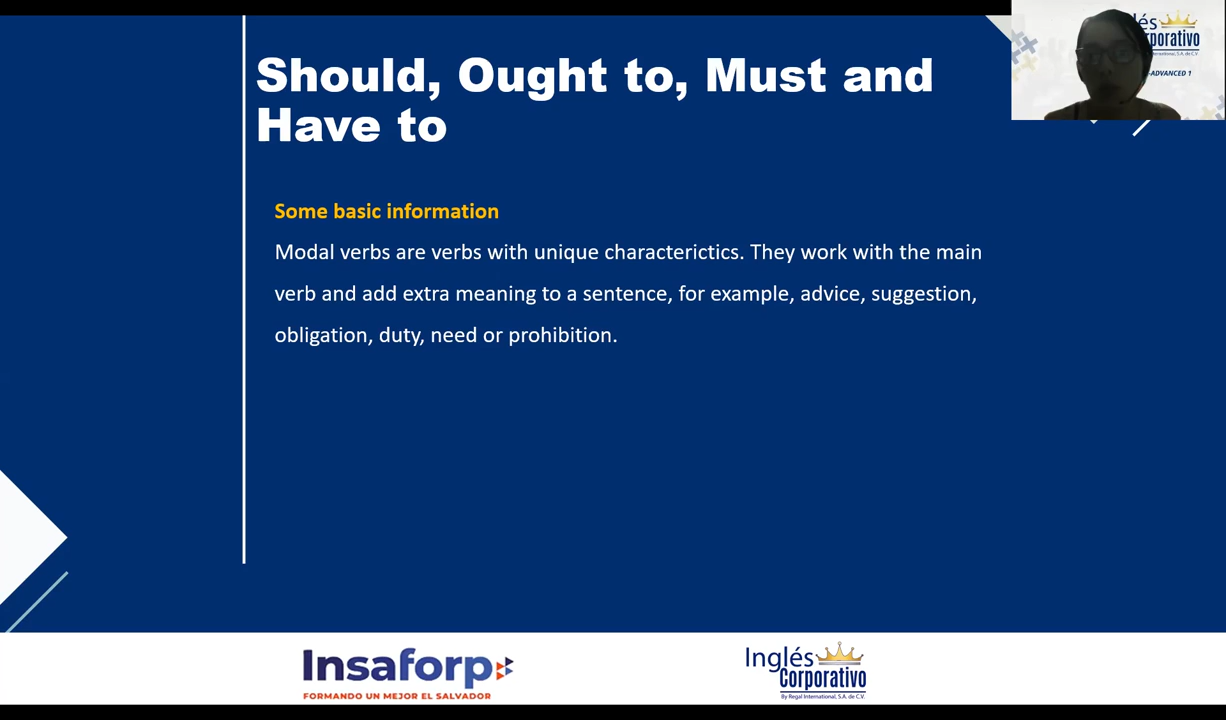 Should, Ought to, Must and
Have to
Some basic information
Modal verbs are verbs with unique characterictics. They work with the main
verb and add extra meaning to a sentence, for example, advice, suggestion,
obligation, duty, need or prohibition.
-ADVANCED 1
Insaforp
FORMANDO UN MEJOR EL SALVADOR
Inglés
Corporativo
By Regal International, S.A. de C.V.